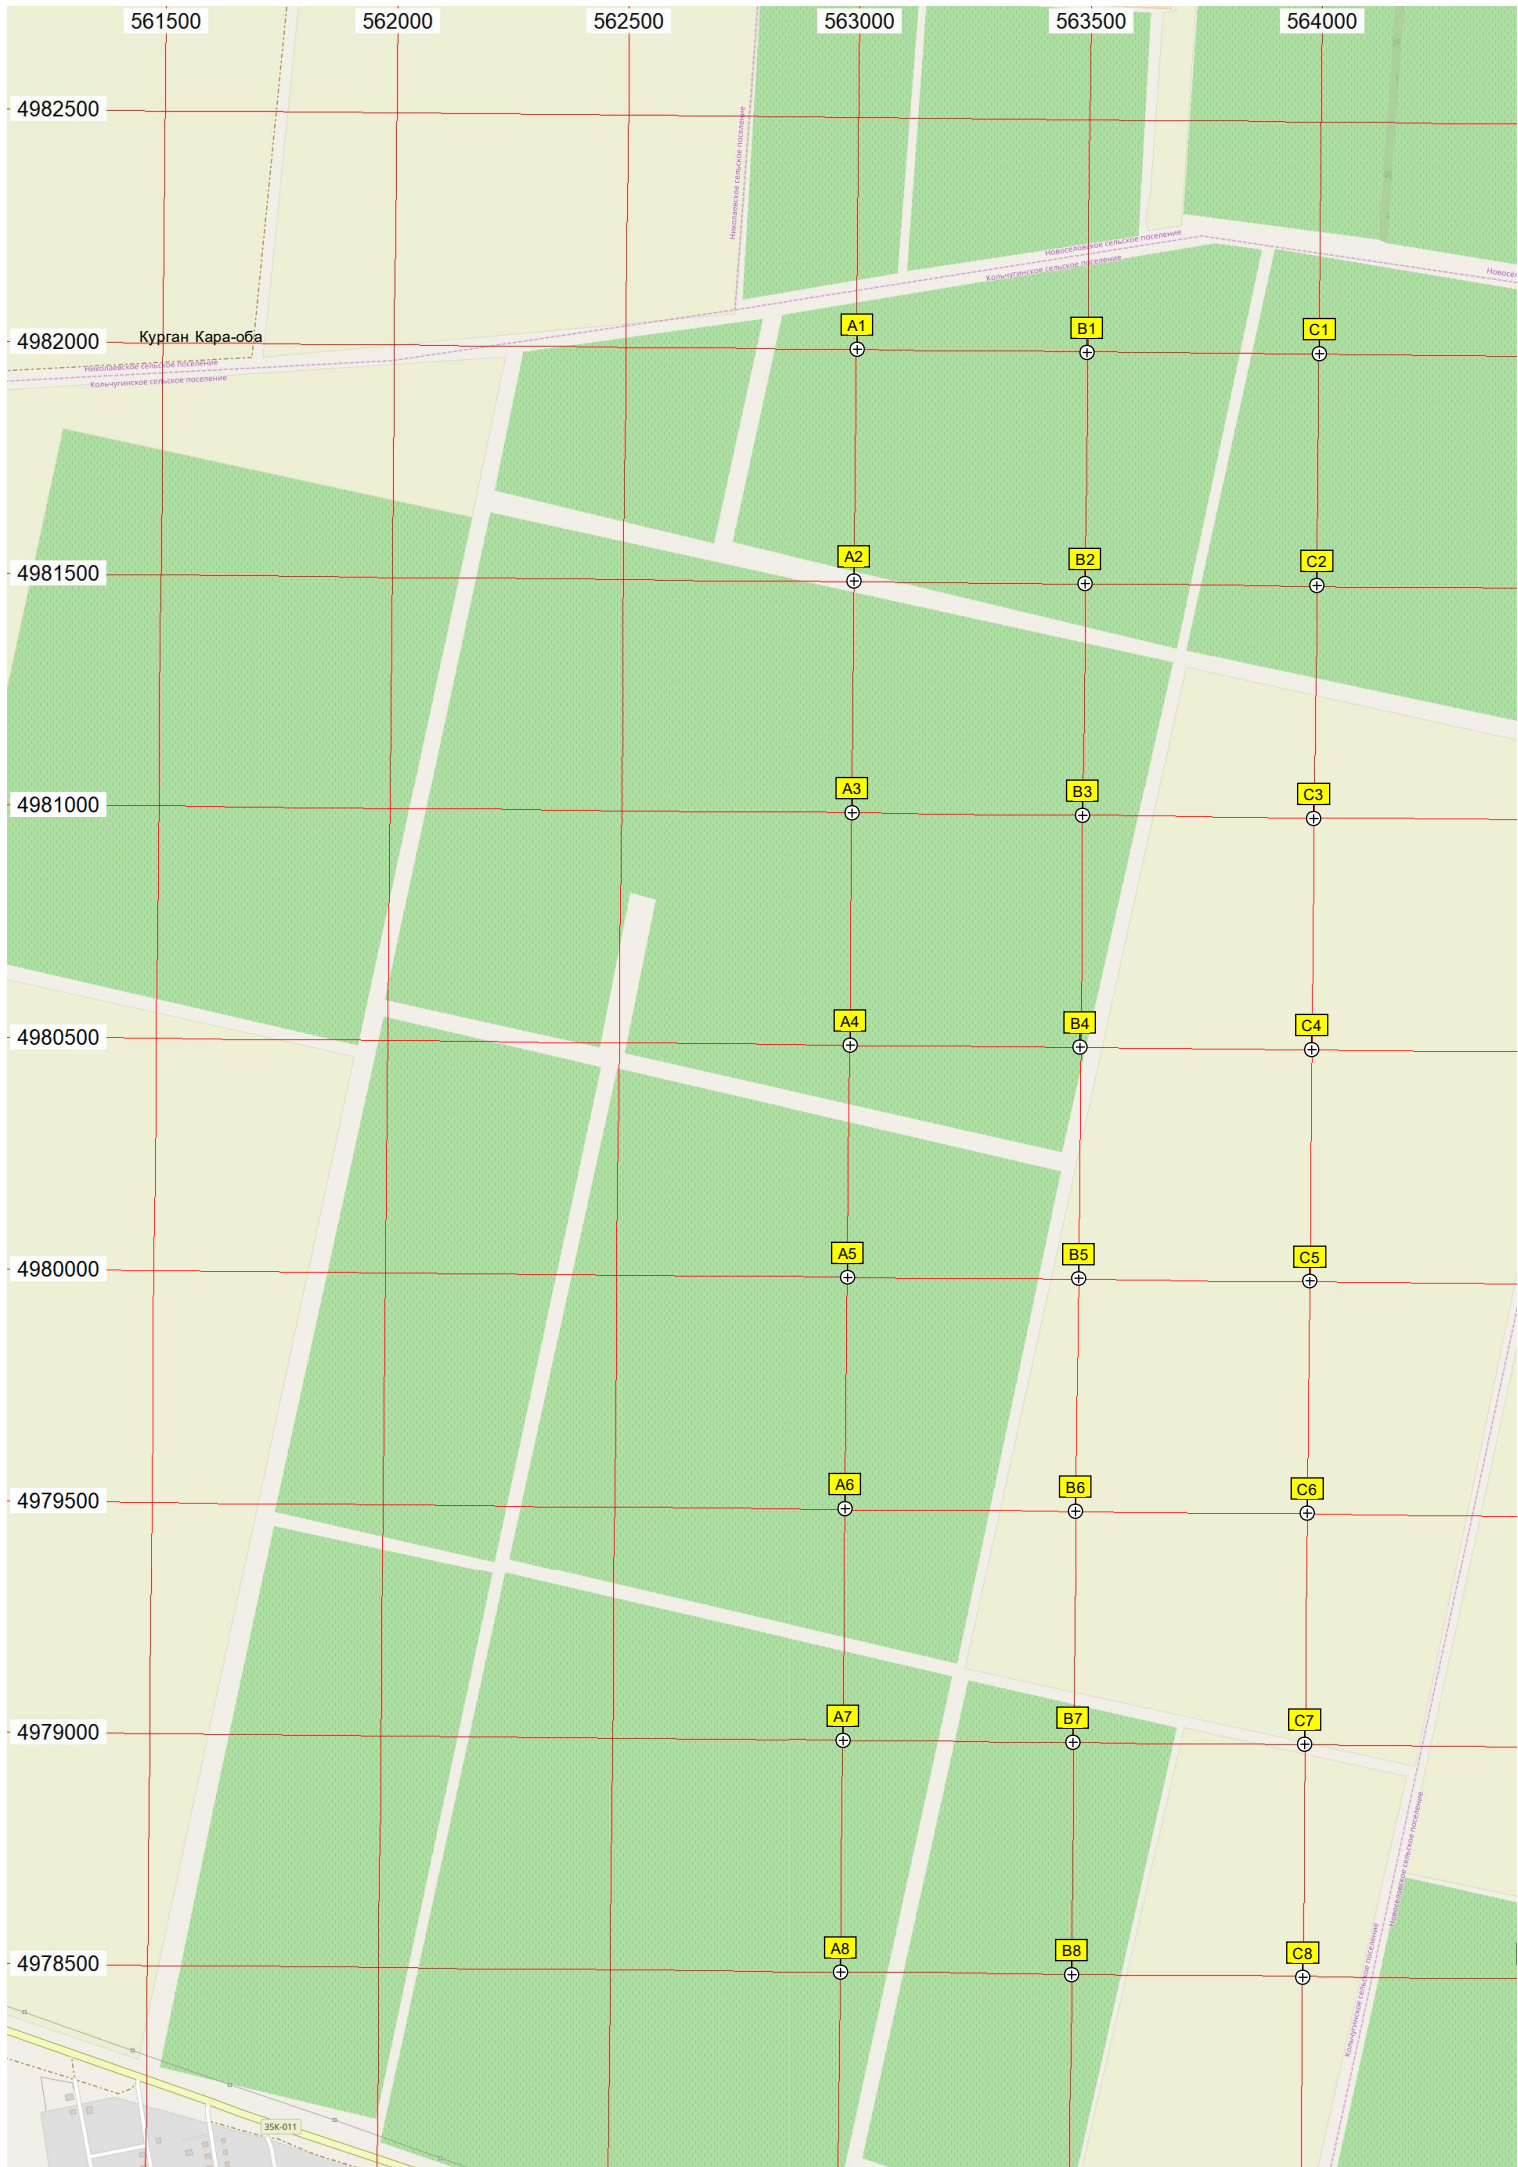 561500 562000 562500 563000 563500 564000
4982500
Николаевское сельское поселение
Новоселовское сельское поселение
Кольчугинское сельское поселение
A1 B1 C1
4982000
Курган Кара-оба
Николаевское сельское поселение
Кольчугинское сельское поселение
A2 B2 C2
4981500
A3 B3 C3
4981000
A4 B4 C4
4980500
A5 B5 C5
4980000
A6 B6 C6
4979500
A7 B7 C7
4979000
Новоселовское сельское поселение
A8 B8 C8
4978500
Кольчугинское сельское поселение
35К-011